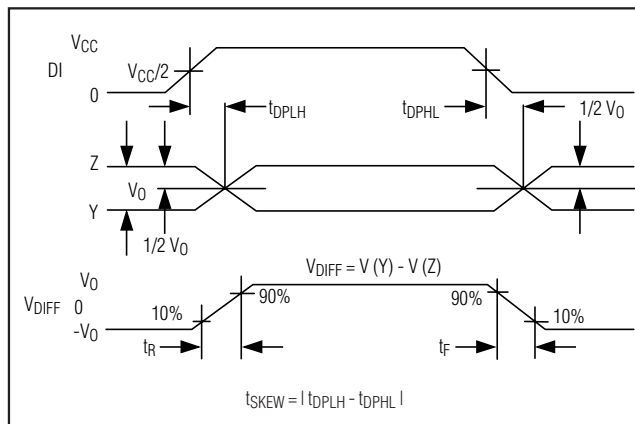 VCC
DI
VCC/2
0
tDPLH
tDPHL
1/2 VO
Z
VO
Y
1/2 VO
VDIFF = V (Y) - V (Z)
VO
VDIFF 0
-VO
10%
90%
90%
10%
tR
tF
tSKEW = | tDPLH - tDPHL |